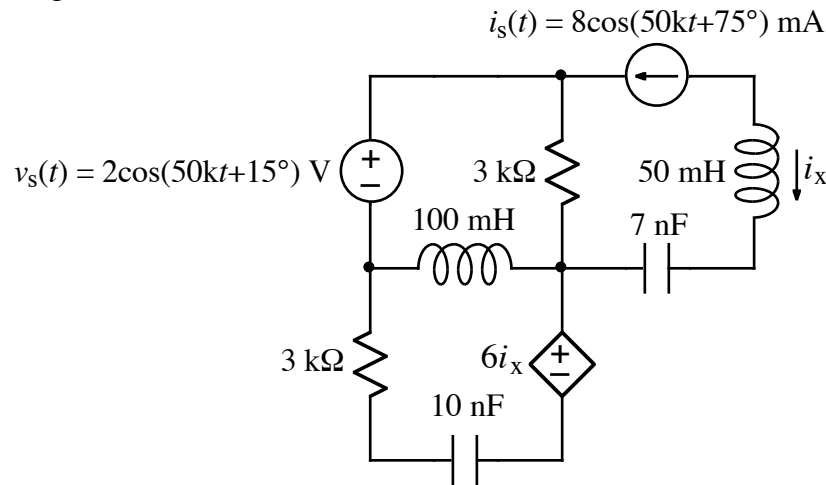 iₛ(t) = 8cos(50kt+75°) mA
vₛ(t) = 2cos(50kt+15°) V
+
−
3 kΩ
50 mH
iₓ
100 mH
7 nF
3 kΩ
6iₓ
+
−
10 nF